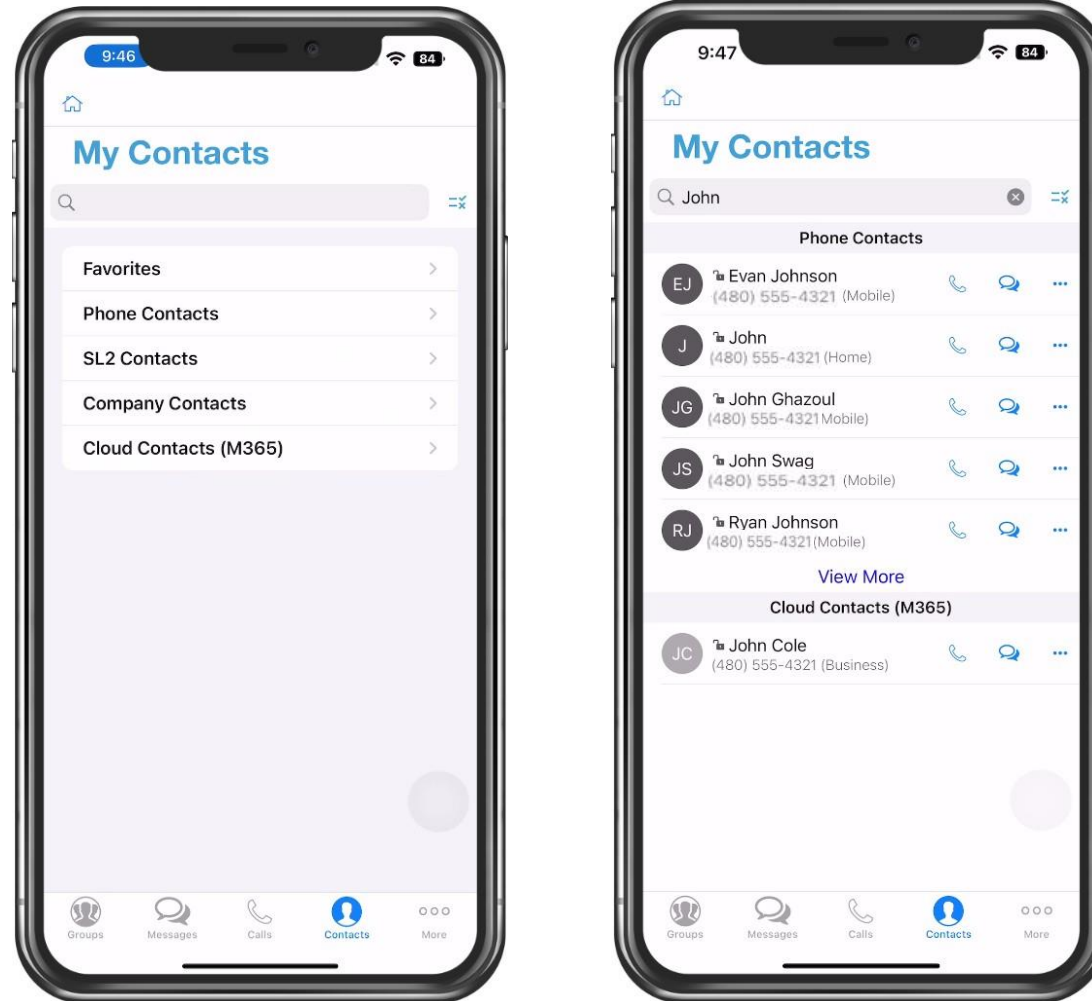 9:46
84
My Contacts
Favorites
Phone Contacts
SL2 Contacts
Company Contacts
Cloud Contacts (M365)
Groups Messages Calls Contacts More
9:47
84
My Contacts
John
Phone Contacts
EJ Evan Johnson
(480) 555-4321 (Mobile)
J John
(480) 555-4321 (Home)
JG John Ghazoul
(480) 555-4321 Mobile)
JS John Swag
(480) 555-4321 (Mobile)
RJ Ryan Johnson
(480) 555-4321(Mobile)
View More
Cloud Contacts (M365)
JC John Cole
(480) 555-4321 (Business)
Groups Messages Calls Contacts More